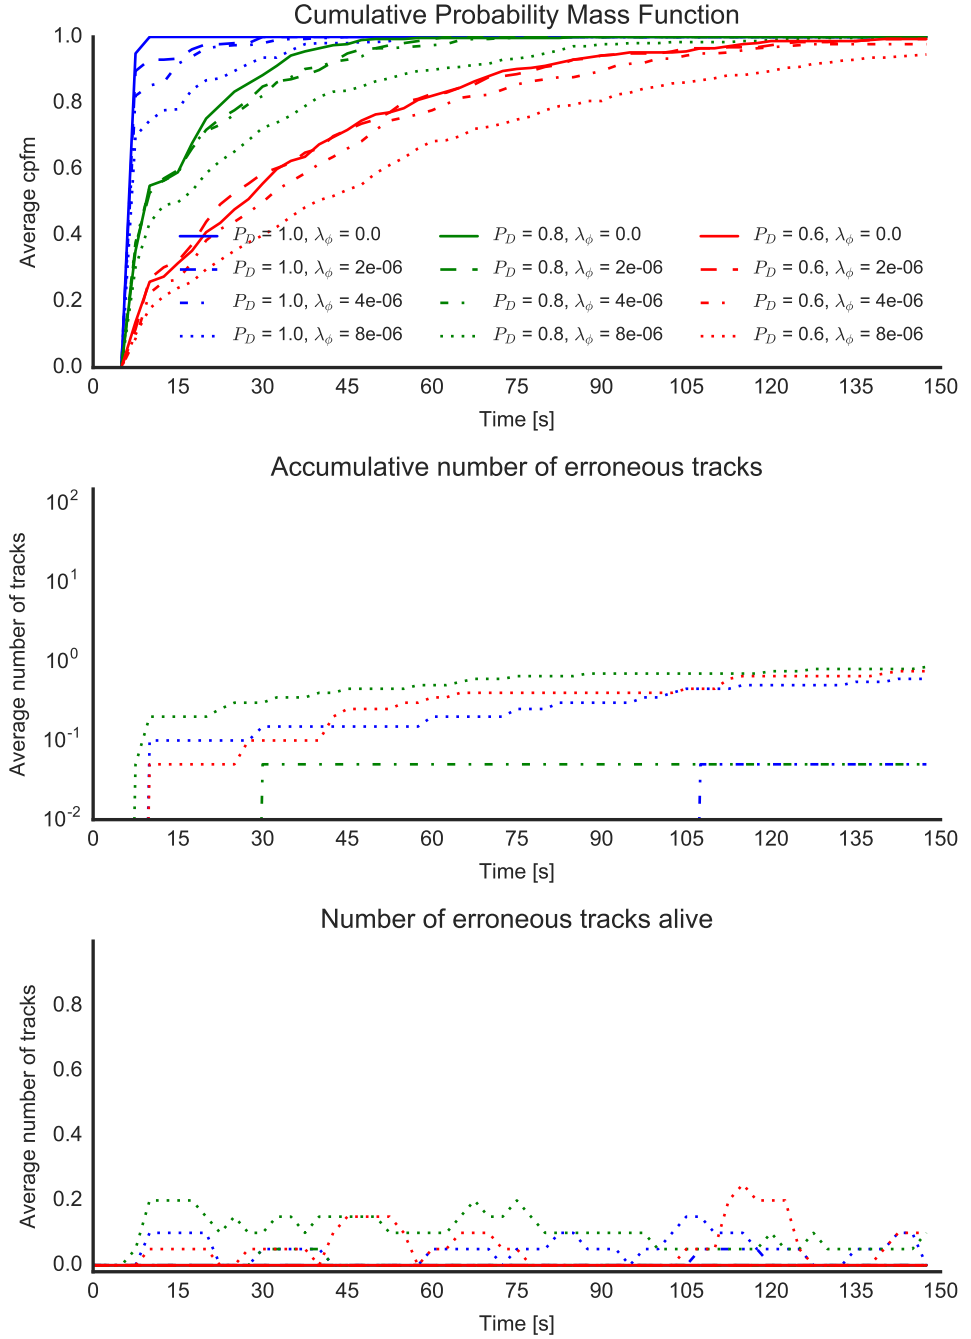 Cumulative Probability Mass Function
1.0
0.8
0.6
0.4
0.2
0.0
Average cpfm
P_D = 1.0, λ_ϕ = 0.0
P_D = 1.0, λ_ϕ = 2e-06
P_D = 1.0, λ_ϕ = 4e-06
P_D = 1.0, λ_ϕ = 8e-06
P_D = 0.8, λ_ϕ = 0.0
P_D = 0.8, λ_ϕ = 2e-06
P_D = 0.8, λ_ϕ = 4e-06
P_D = 0.8, λ_ϕ = 8e-06
P_D = 0.6, λ_ϕ = 0.0
P_D = 0.6, λ_ϕ = 2e-06
P_D = 0.6, λ_ϕ = 4e-06
P_D = 0.6, λ_ϕ = 8e-06
0 15 30 45 60 75 90 105 120 135 150
Time [s]
Accumulative number of erroneous tracks
10^2
10^1
10^0
10^-1
10^-2
Average number of tracks
0 15 30 45 60 75 90 105 120 135 150
Time [s]
Number of erroneous tracks alive
0.8
0.6
0.4
0.2
0.0
Average number of tracks
0 15 30 45 60 75 90 105 120 135 150
Time [s]